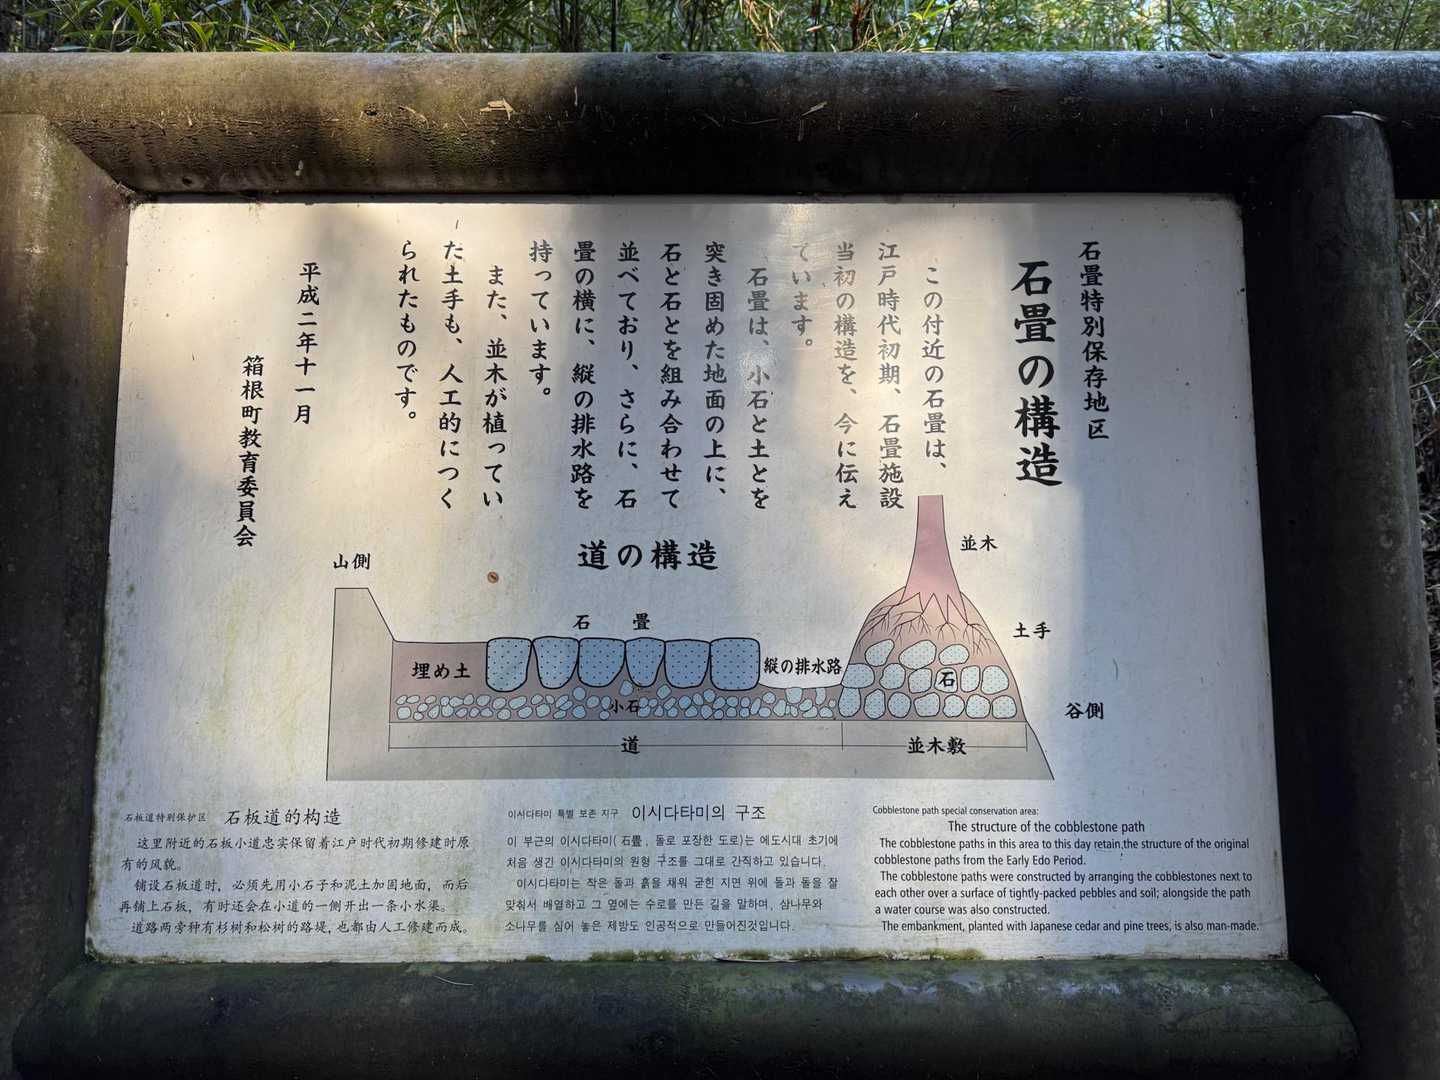 石畳特別保存地区
石畳の構造
この付近の石畳は、
江戸時代初期、石畳施設
当初の構造を、今に伝え
ています。
石畳は、小石と土とを
突き固めた地面の上に、
石と石とを組み合わせて
並べており、さらに、石
畳の横に、縦の排水路を
持っています。
また、並木が植ってい
た土手も、人工的につく
られたものです。
平成二年十一月
箱根町教育委員会
道の構造
山側
並木
石畳
土手
埋め土
縦の排水路
石
小石
谷側
道
並木敷
石板道特別保护区 石板道的构造
这里附近的石板小道忠实保留着江户时代初期修建时原
有的风貌。
铺设石板道时，必须先用小石子和泥土加固地面，而后
再铺上石板，有时还会在小道的一侧开出一条小水渠。
道路两旁种有杉树和松树的路堤，也都由人工修建而成。
이시다타미 특별 보존 지구 이시다타미의 구조
이 부근의 이시다타미(石畳, 돌로 포장한 도로)는 에도시대 초기에
처음 생긴 이시다타미의 원형 구조를 그대로 간직하고 있습니다.
이시다타미는 작은 돌과 흙을 채워 굳힌 지면 위에 돌과 돌을 잘
맞춰서 배열하고 그 옆에는 수로를 만든 길을 말하며, 삼나무와
소나무를 심어 놓은 제방도 인공적으로 만들어진것입니다.
Cobblestone path special conservation area:
The structure of the cobblestone path
The cobblestone paths in this area to this day retain the structure of the original
cobblestone paths from the Early Edo Period.
The cobblestone paths were constructed by arranging the cobblestones next to
each other over a surface of tightly-packed pebbles and soil; alongside the path
a water course was also constructed.
The embankment, planted with Japanese cedar and pine trees, is also man-made.